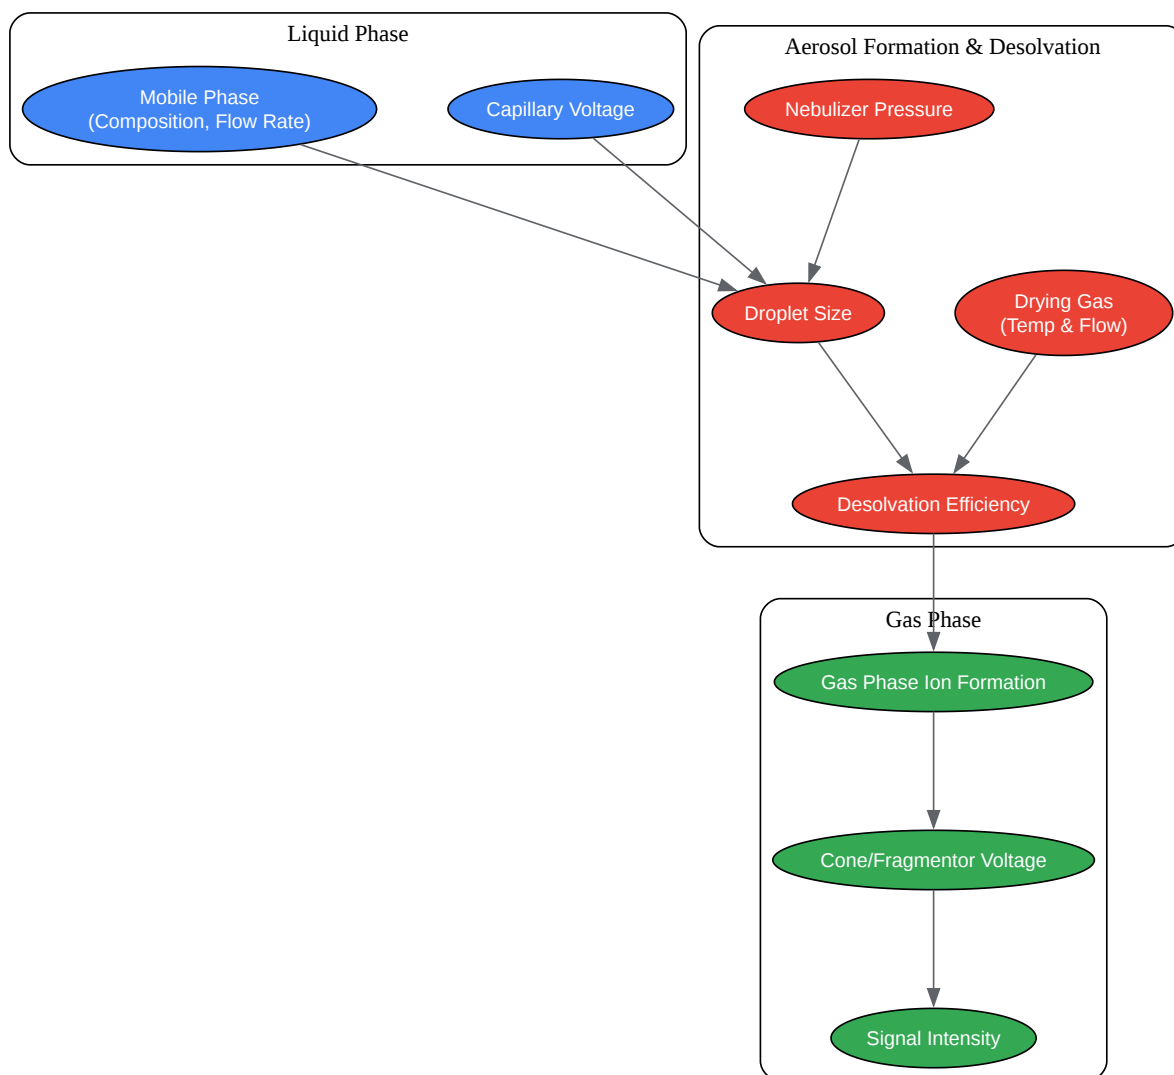 Liquid Phase
Mobile Phase
(Composition, Flow Rate)
Capillary Voltage
Aerosol Formation & Desolvation
Nebulizer Pressure
Droplet Size
Drying Gas
(Temp & Flow)
Desolvation Efficiency
Gas Phase
Gas Phase Ion Formation
Cone/Fragmentor Voltage
Signal Intensity